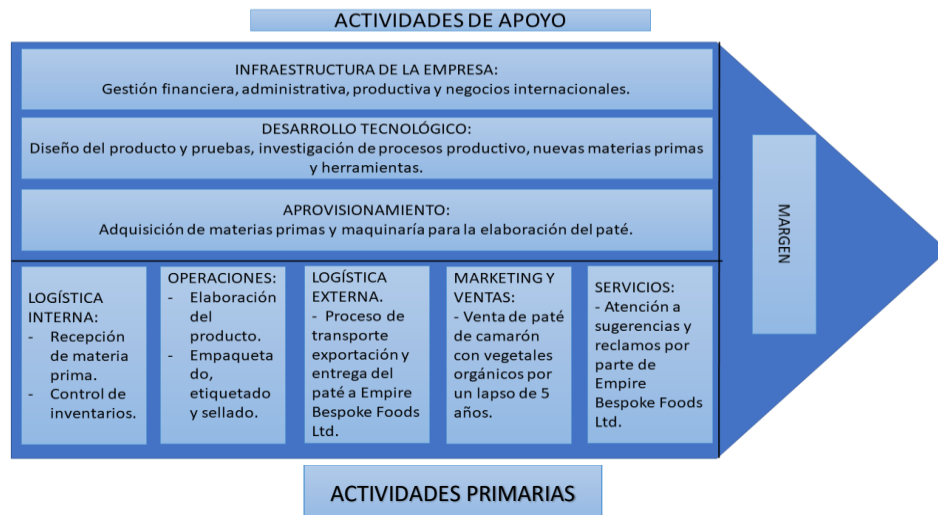 ACTIVIDADES DE APOYO
INFRAESTRUCTURA DE LA EMPRESA:
Gestión financiera, administrativa, productiva y negocios internacionales.
DESARROLLO TECNOLÓGICO:
Diseño del producto y pruebas, investigación de procesos productivo, nuevas materias primas
y herramientas.
APROVISIONAMIENTO:
Adquisición de materias primas y maquinaría para la elaboración del paté.
LOGÍSTICA
INTERNA:
- Recepción
de materia
prima.
- Control de
inventarios.
OPERACIONES:
- Elaboración
del
producto.
- Empaqueta
do,
etiquetado
y sellado.
LOGÍSTICA
EXTERNA.
- Proceso de
transporte
exportación y
entrega del
paté a Empire
Bespoke Foods
Ltd.
MARKETING Y
VENTAS:
- Venta de paté
de camarón
con vegetales
orgánicos por
un lapso de 5
años.
SERVICIOS:
- Atención a
sugerencias y
reclamos por
parte de
Empire
Bespoke Foods
Ltd.
MARGEN
ACTIVIDADES PRIMARIAS